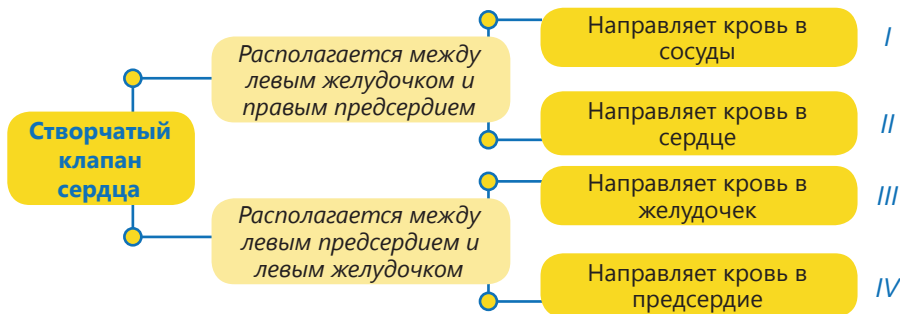 Створчатый
клапан
сердца
Располагается между
левым желудочком и
правым предсердием
Направляет кровь в
сосуды
I
Направляет кровь в
сердце
II
Располагается между
левым предсердием и
левым желудочком
Направляет кровь в
желудочек
III
Направляет кровь в
предсердие
IV